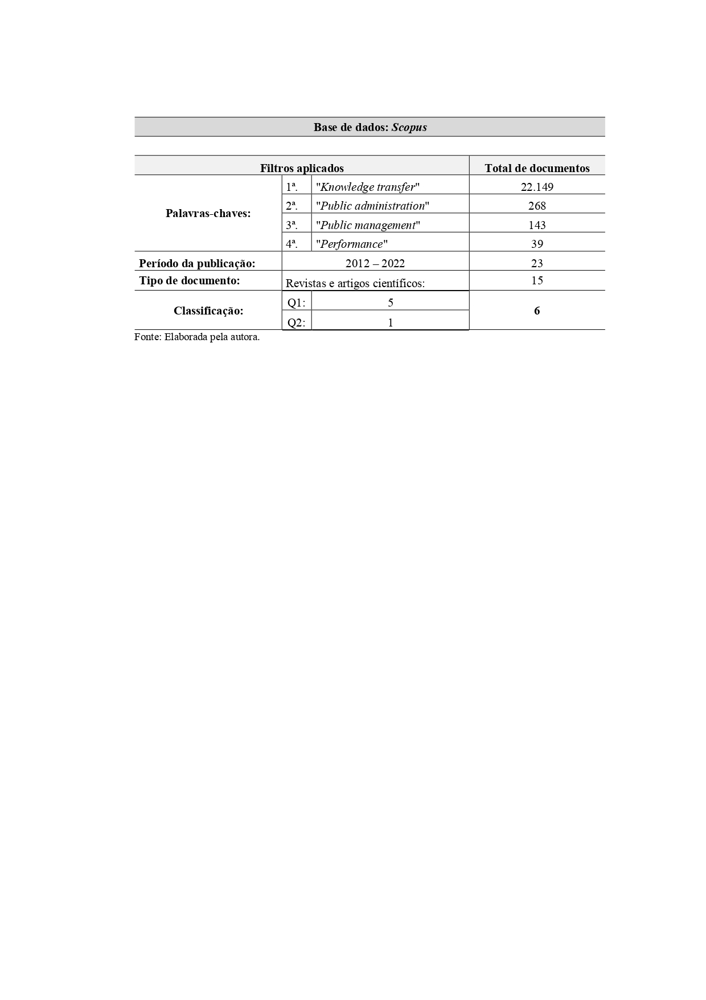 Base de dados: Scopus
Filtros aplicados Total de documentos
Palavras-chaves:
1ª. "Knowledge transfer" 22.149
2ª. "Public administration" 268
3ª. "Public management" 143
4ª. "Performance" 39
Período da publicação: 2012 – 2022 23
Tipo de documento: Revistas e artigos científicos: 15
Classificação:
Q1: 5
6
Q2: 1
Fonte: Elaborada pela autora.